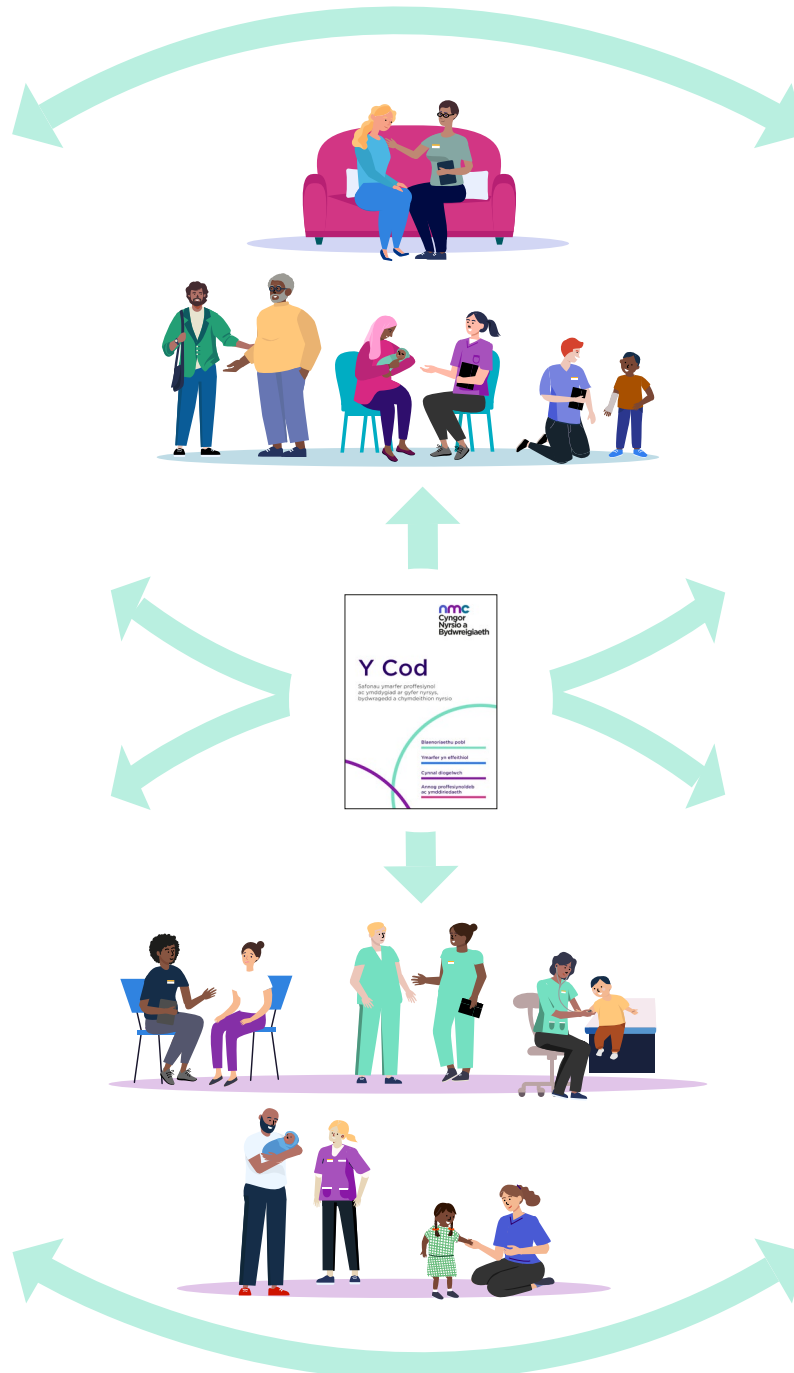 nmc
Cyngor
Nyrsio a
Bydwreigiaeth
Y Cod
Safonau ymarfer proffesiynol
ac ymddygiad ar gyfer nyrsys,
bydwragedd a chymdeithion nyrsio
Blaenoriaethu pobl
Ymarfer yn effeithiol
Cynnal diogelwch
Annog proffesiynoldeb
ac ymddiriedaeth